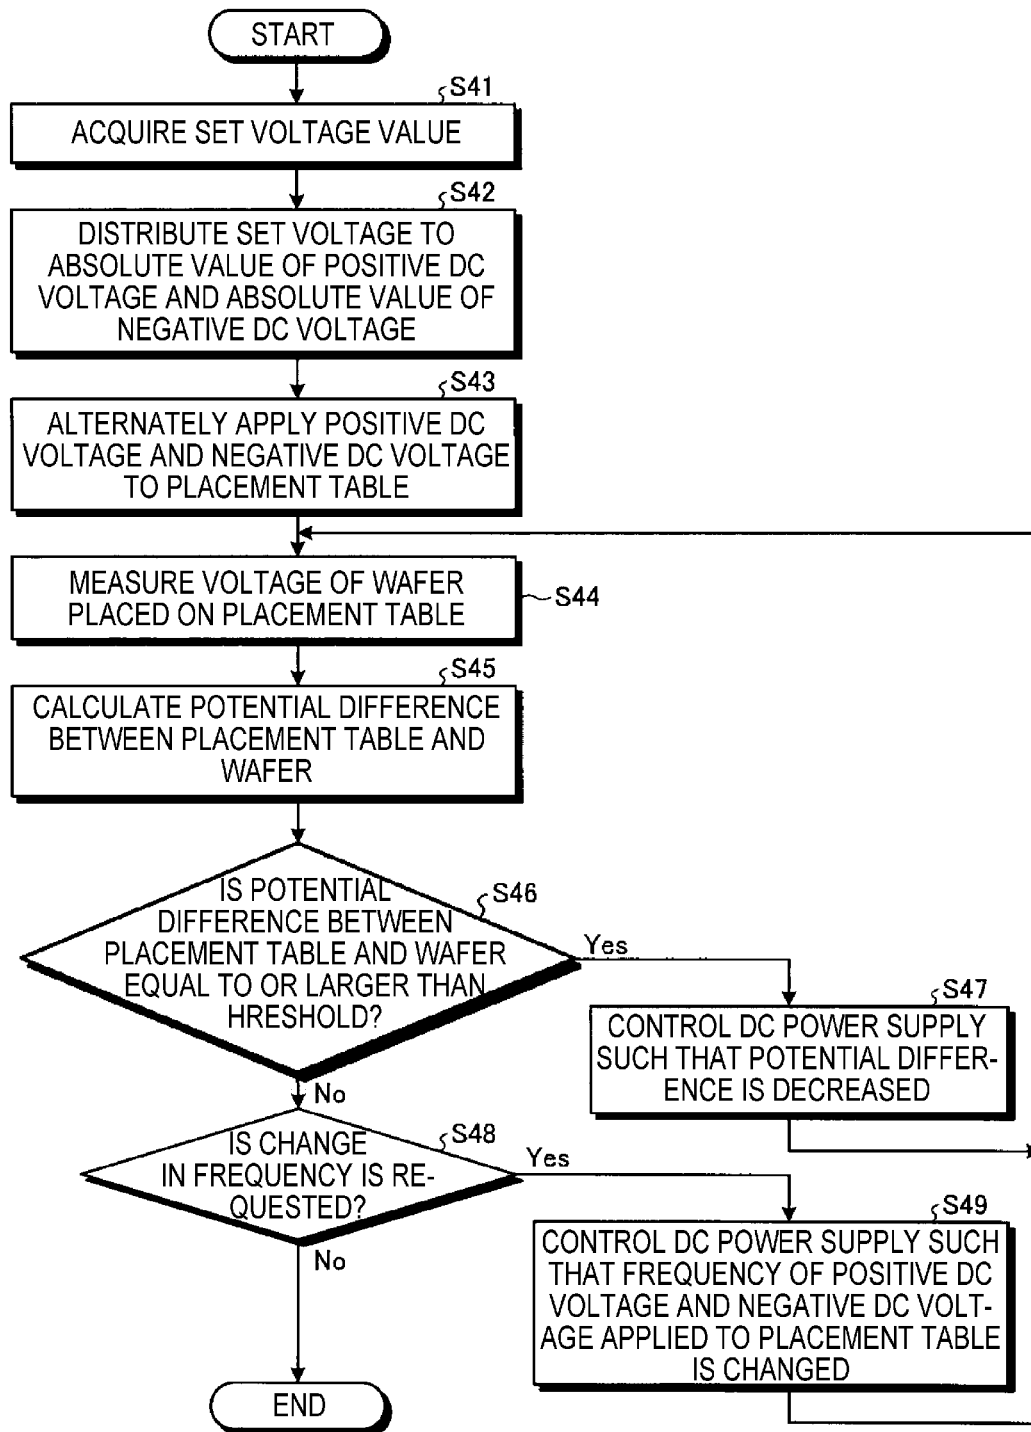 START
S41
ACQUIRE SET VOLTAGE VALUE
S42
DISTRIBUTE SET VOLTAGE TO
ABSOLUTE VALUE OF POSITIVE DC
VOLTAGE AND ABSOLUTE VALUE OF
NEGATIVE DC VOLTAGE
S43
ALTERNATELY APPLY POSITIVE DC
VOLTAGE AND NEGATIVE DC VOLTAGE
TO PLACEMENT TABLE
MEASURE VOLTAGE OF WAFER
PLACED ON PLACEMENT TABLE
S44
S45
CALCULATE POTENTIAL DIFFERENCE
BETWEEN PLACEMENT TABLE AND
WAFER
S46
IS POTENTIAL
DIFFERENCE BETWEEN
PLACEMENT TABLE AND WAFER
EQUAL TO OR LARGER THAN
HRESHOLD?
Yes
No
S47
CONTROL DC POWER SUPPLY
SUCH THAT POTENTIAL DIFFER-
ENCE IS DECREASED
S48
IS CHANGE
IN FREQUENCY IS RE-
QUESTED?
Yes
No
S49
CONTROL DC POWER SUPPLY SUCH
THAT FREQUENCY OF POSITIVE DC
VOLTAGE AND NEGATIVE DC VOLT-
AGE APPLIED TO PLACEMENT TABLE
IS CHANGED
END